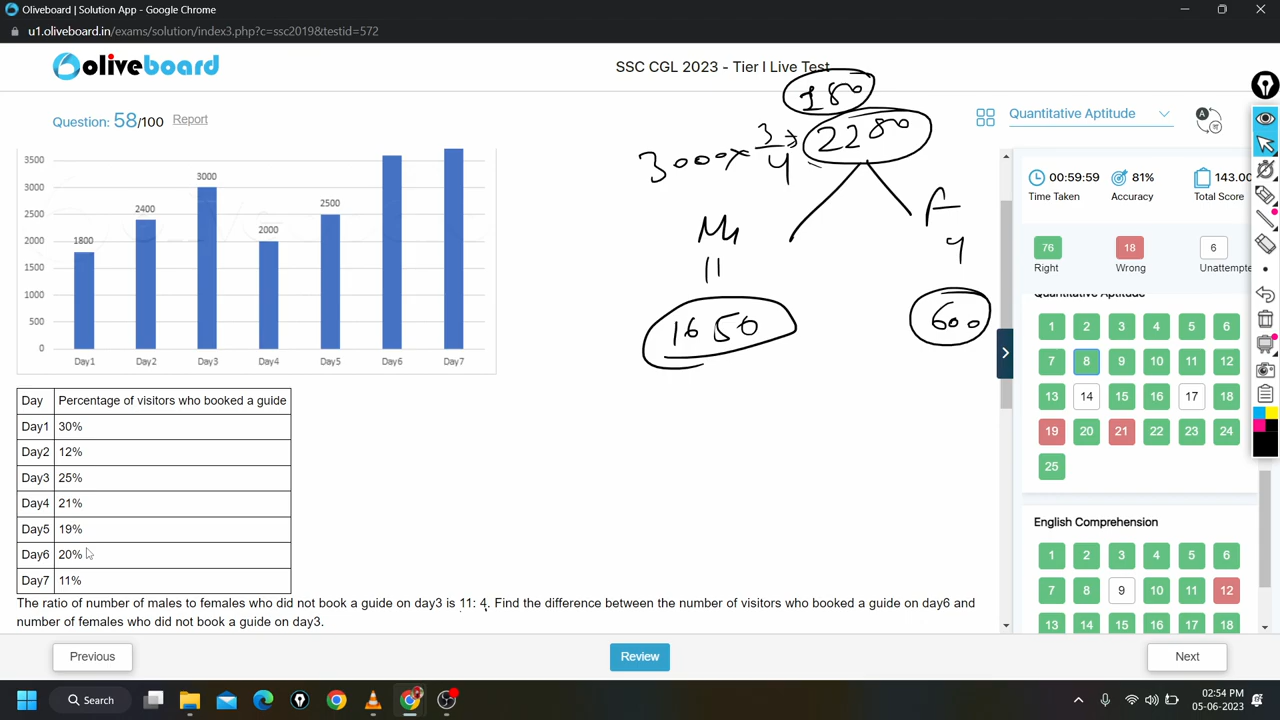 Oliveboard | Solution App - Google Chrome
u1.oliveboard.in/exams/solution/index3.php?c=ssc2019&testid=572
oliveboard
SSC CGL 2023 - Tier I Live Test
Question: 58/100 Report
Quantitative Aptitude
A
180
3000 × 3/4 → 2280
M F
11 4
1650 600
3500
3000
2500
2000
1500
1000
500
0
1800
2400
3000
2000
2500
Day1 Day2 Day3 Day4 Day5 Day6 Day7
Day Percentage of visitors who booked a guide
Day1 30%
Day2 12%
Day3 25%
Day4 21%
Day5 19%
Day6 20%
Day7 11%
The ratio of number of males to females who did not book a guide on day3 is 11: 4. Find the difference between the number of visitors who booked a guide on day6 and
number of females who did not book a guide on day3.
00:59:59 81% 143.00
Time Taken Accuracy Total Score
76 18 6
Right Wrong Unattempte
Quantitative Aptitude
1 2 3 4 5 6
7 8 9 10 11 12
13 14 15 16 17 18
19 20 21 22 23 24
25
English Comprehension
1 2 3 4 5 6
7 8 9 10 11 12
13 14 15 16 17 18
Previous Review Next
Search
02:54 PM
05-06-2023